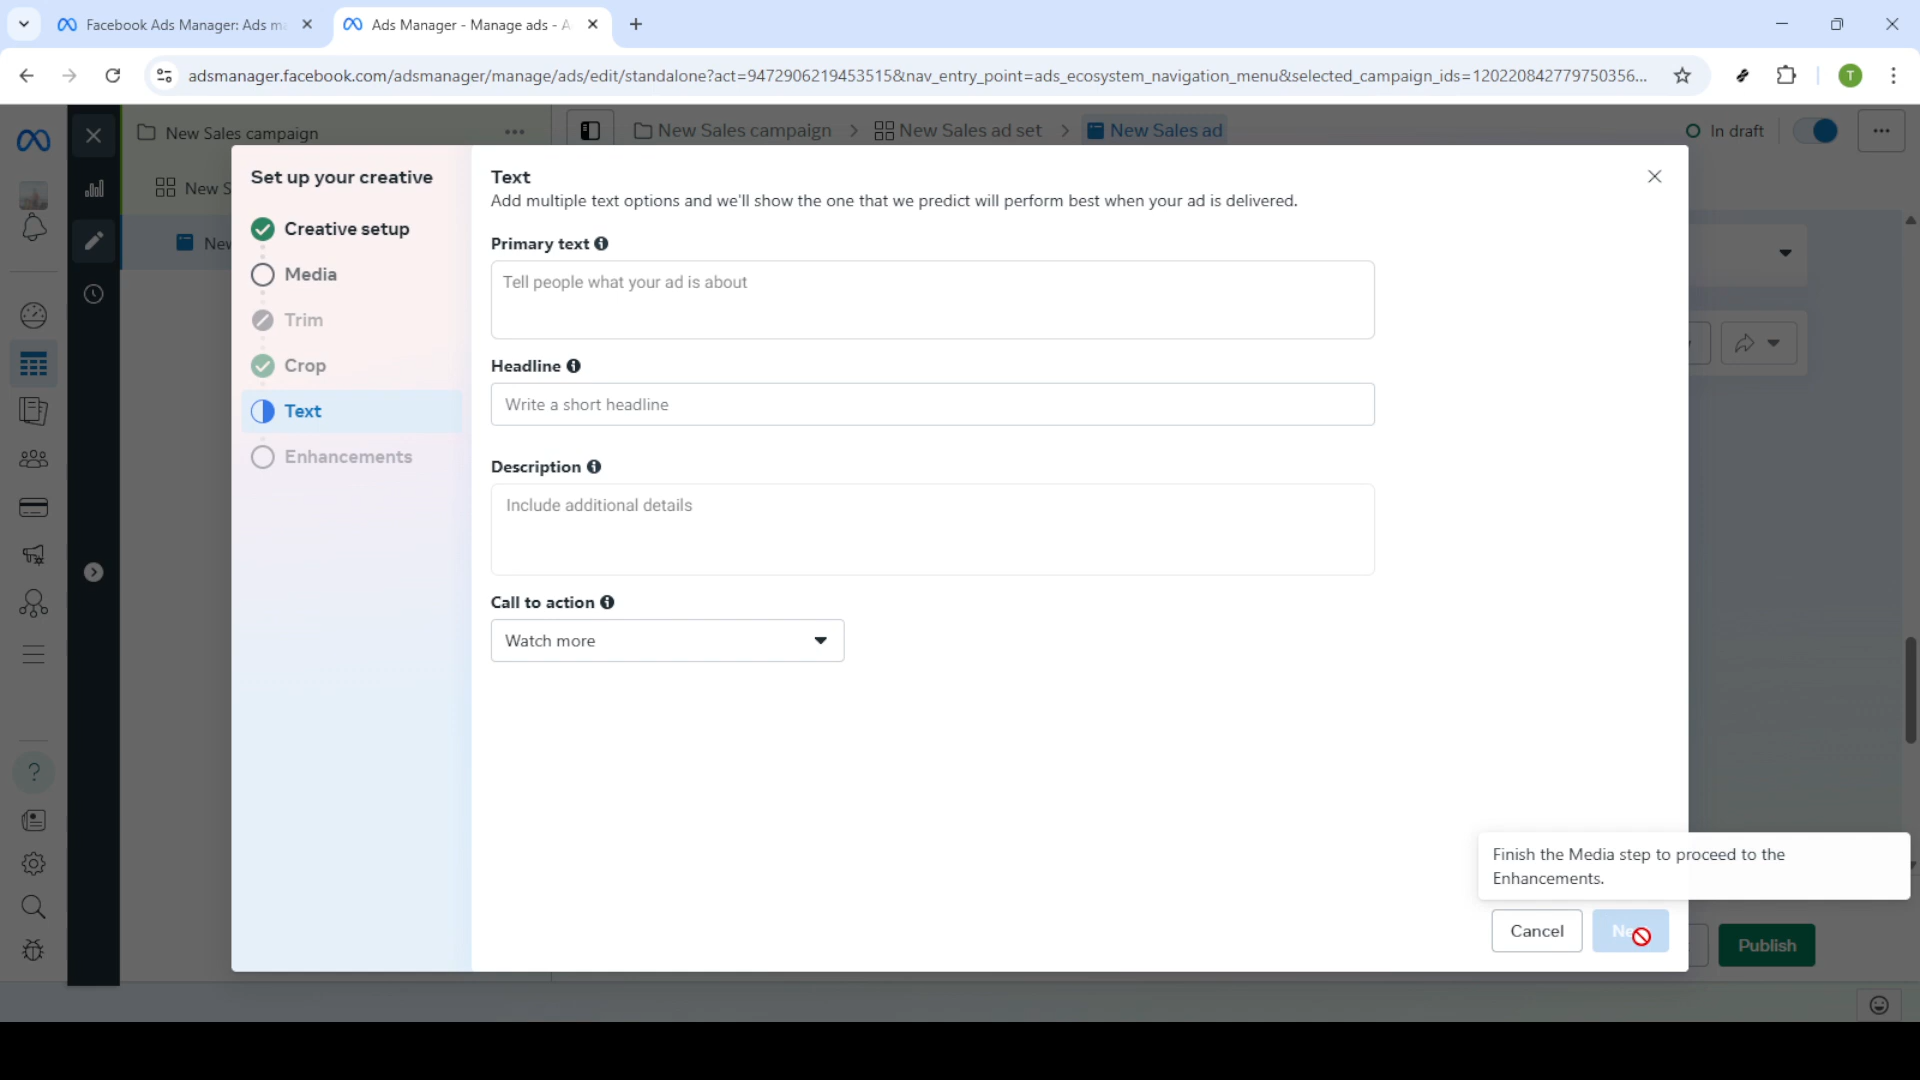 Facebook Ads Manager: Ads ma
Ads Manager - Manage ads - A
adsmanager.facebook.com/adsmanager/manage/ads/edit/standalone?act=947290621945351​5&nav_entry_point=ads_ecosystem_navigation_menu&selected_campaign_ids=120220842779750356...
T
New Sales campaign
New Sales campaign > New Sales ad set > New Sales ad
In draft
New S
New
Set up your creative
Creative setup
Media
Trim
Crop
Text
Enhancements
Text
Add multiple text options and we'll show the one that we predict will perform best when your ad is delivered.
Primary text
Tell people what your ad is about
Headline
Write a short headline
Description
Include additional details
Call to action
Watch more
Finish the Media step to proceed to the
Enhancements.
Cancel
Publish